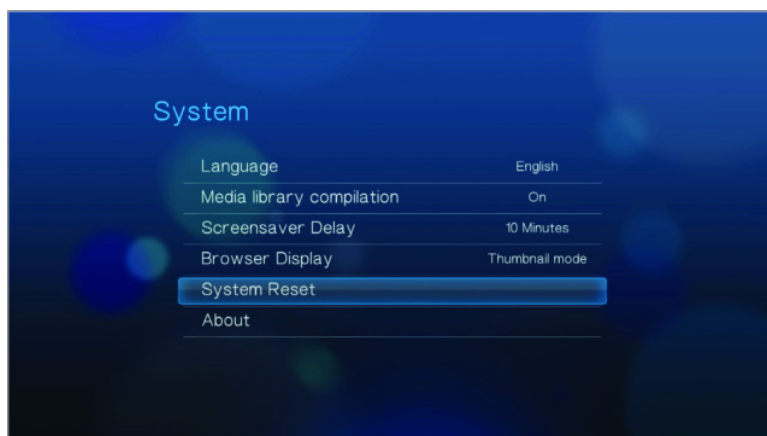 System
Language English
Media library compilation On
Screensaver Delay 10 Minutes
Browser Display Thumbnail mode
System Reset
About